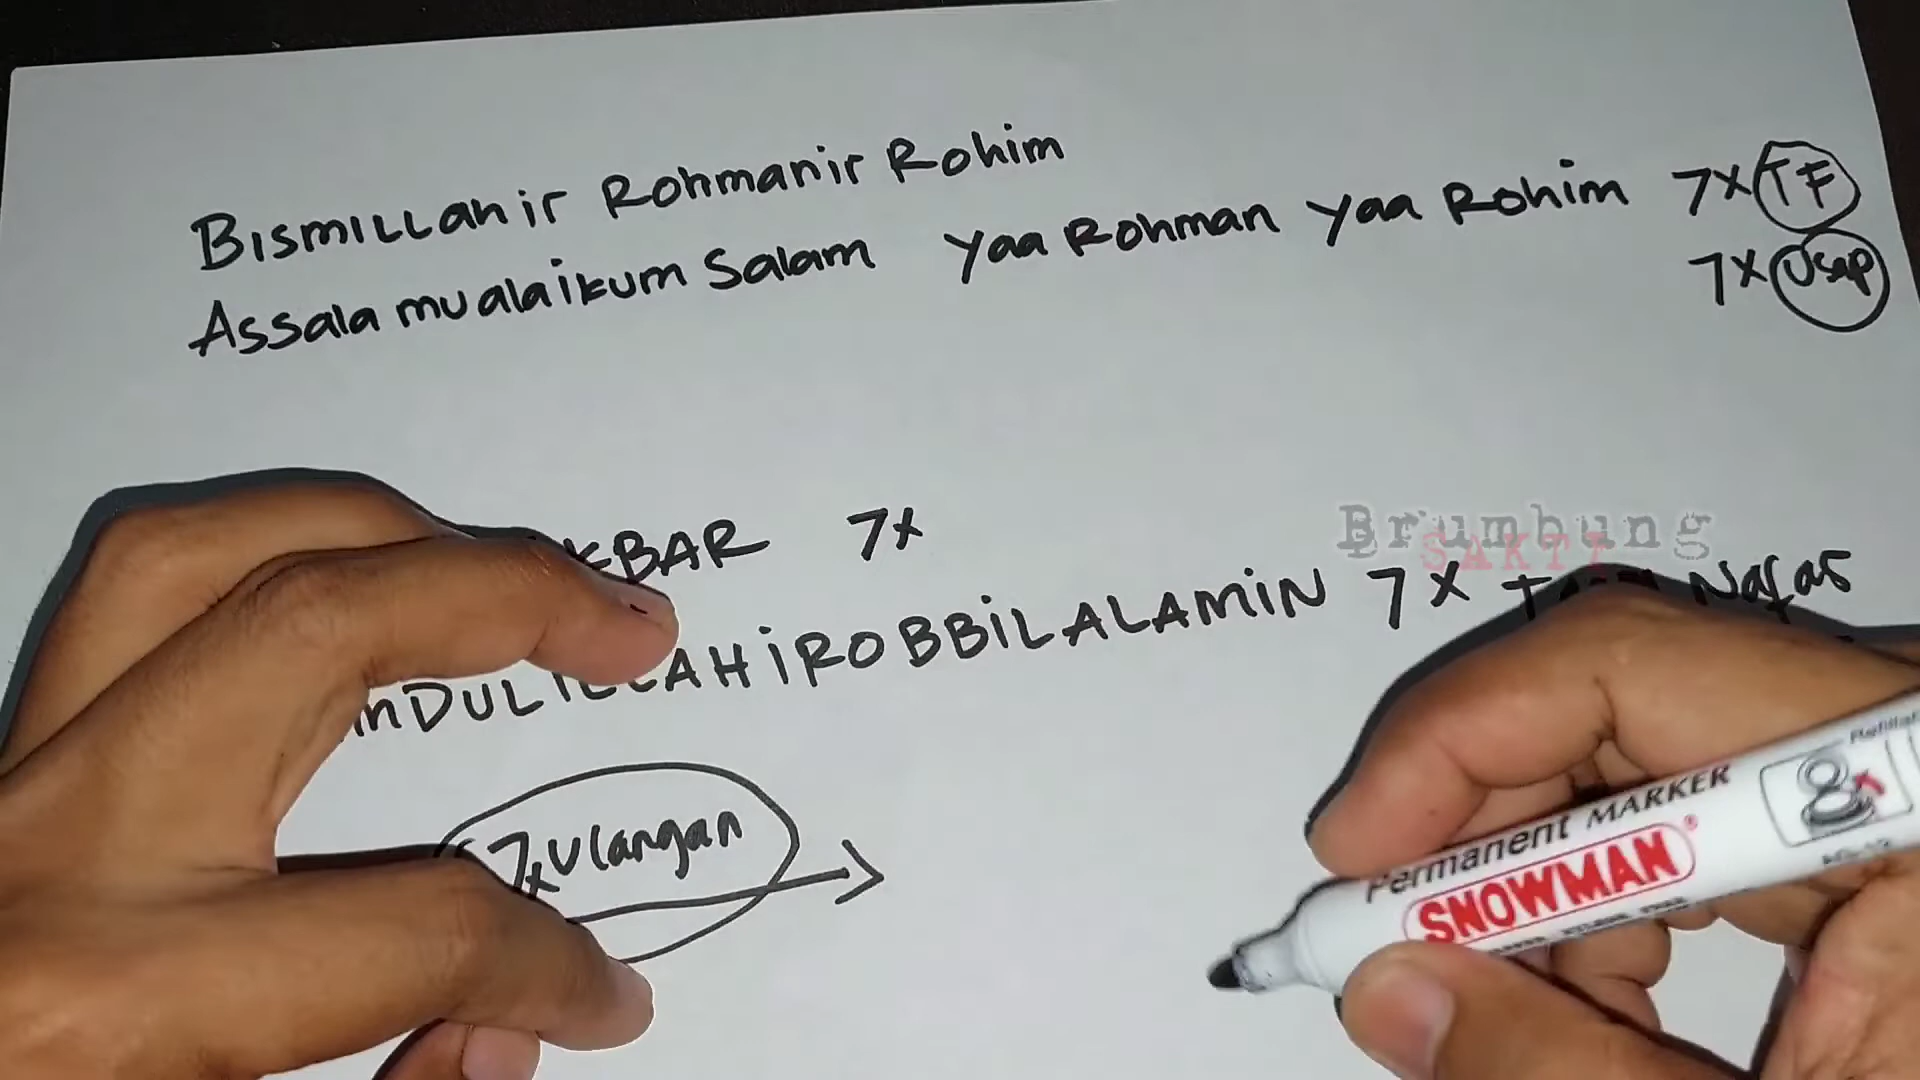 Bismillahir Rohmanir Rohim
Assalamualaikum Salam Yaa Rohman Yaa Rohim 7x TF
7x Usap
KBAR 7x
mDULILLAHIROBBILALAMIN 7x Nafas
7x Ulangan
Brumbung
SAKTI
Permanent MARKER
SNOWMAN